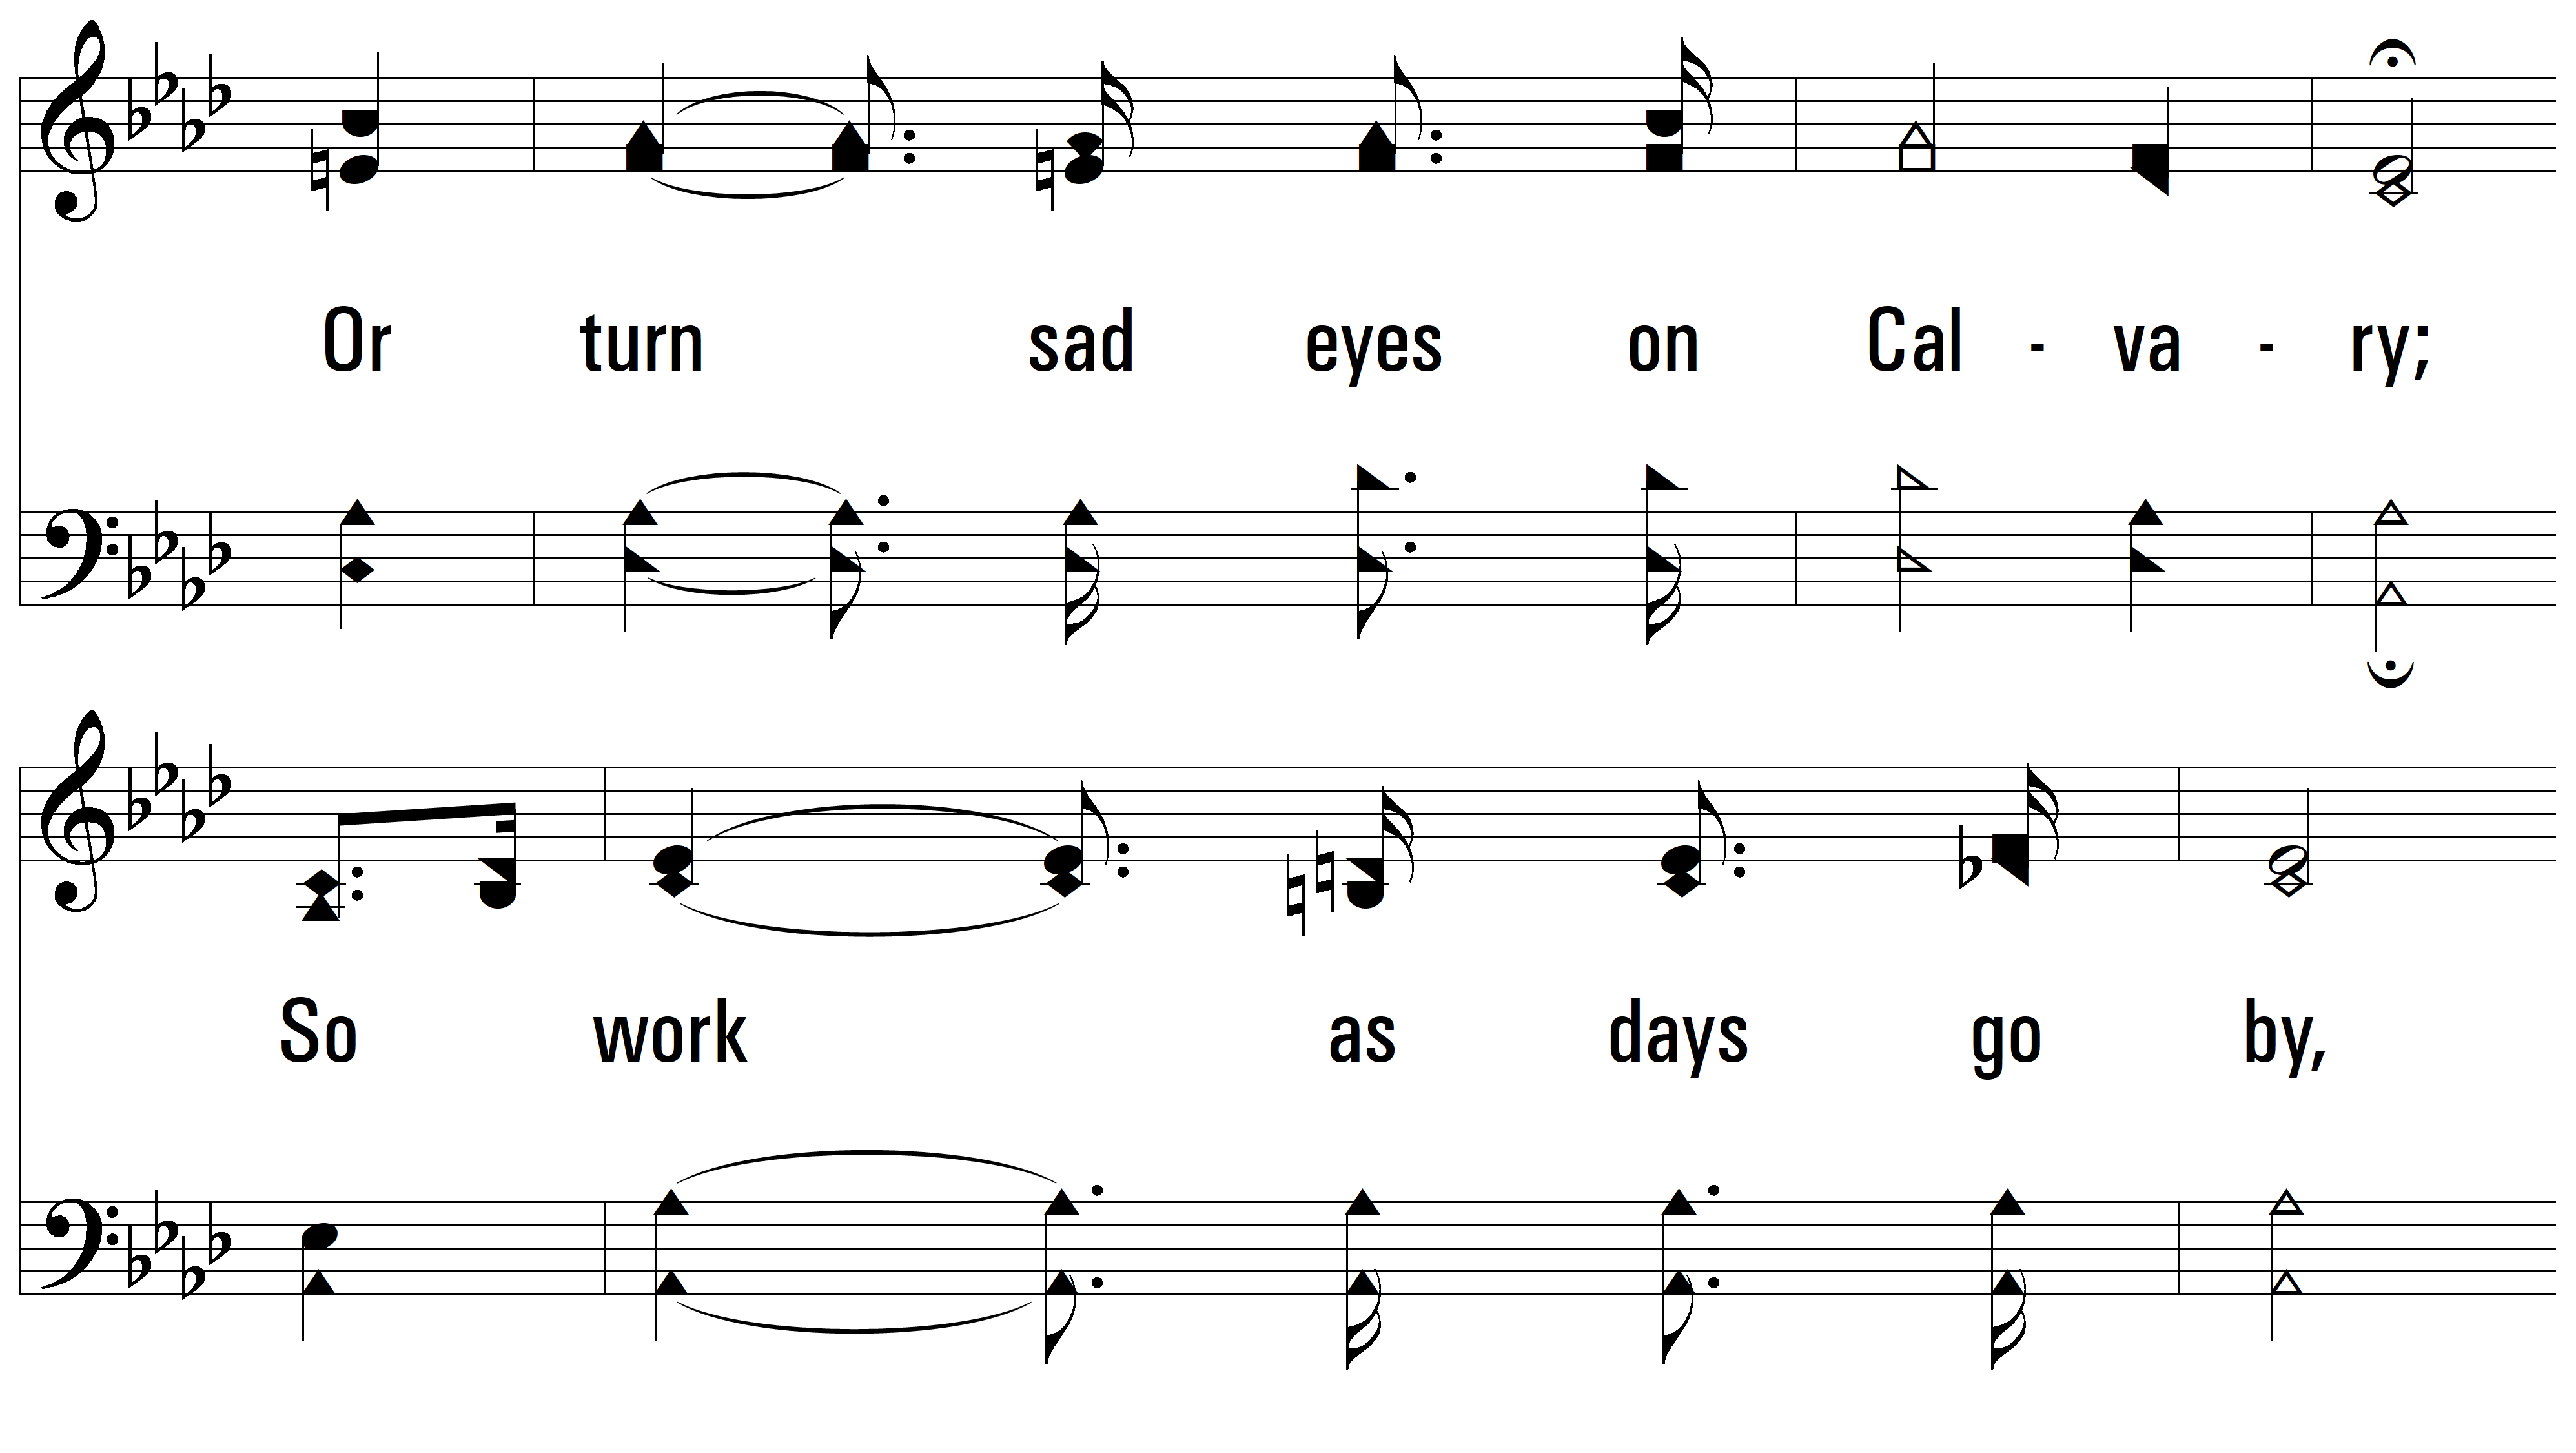 Or turn sad eyes on Cal - va - ry;
So work as days go by,